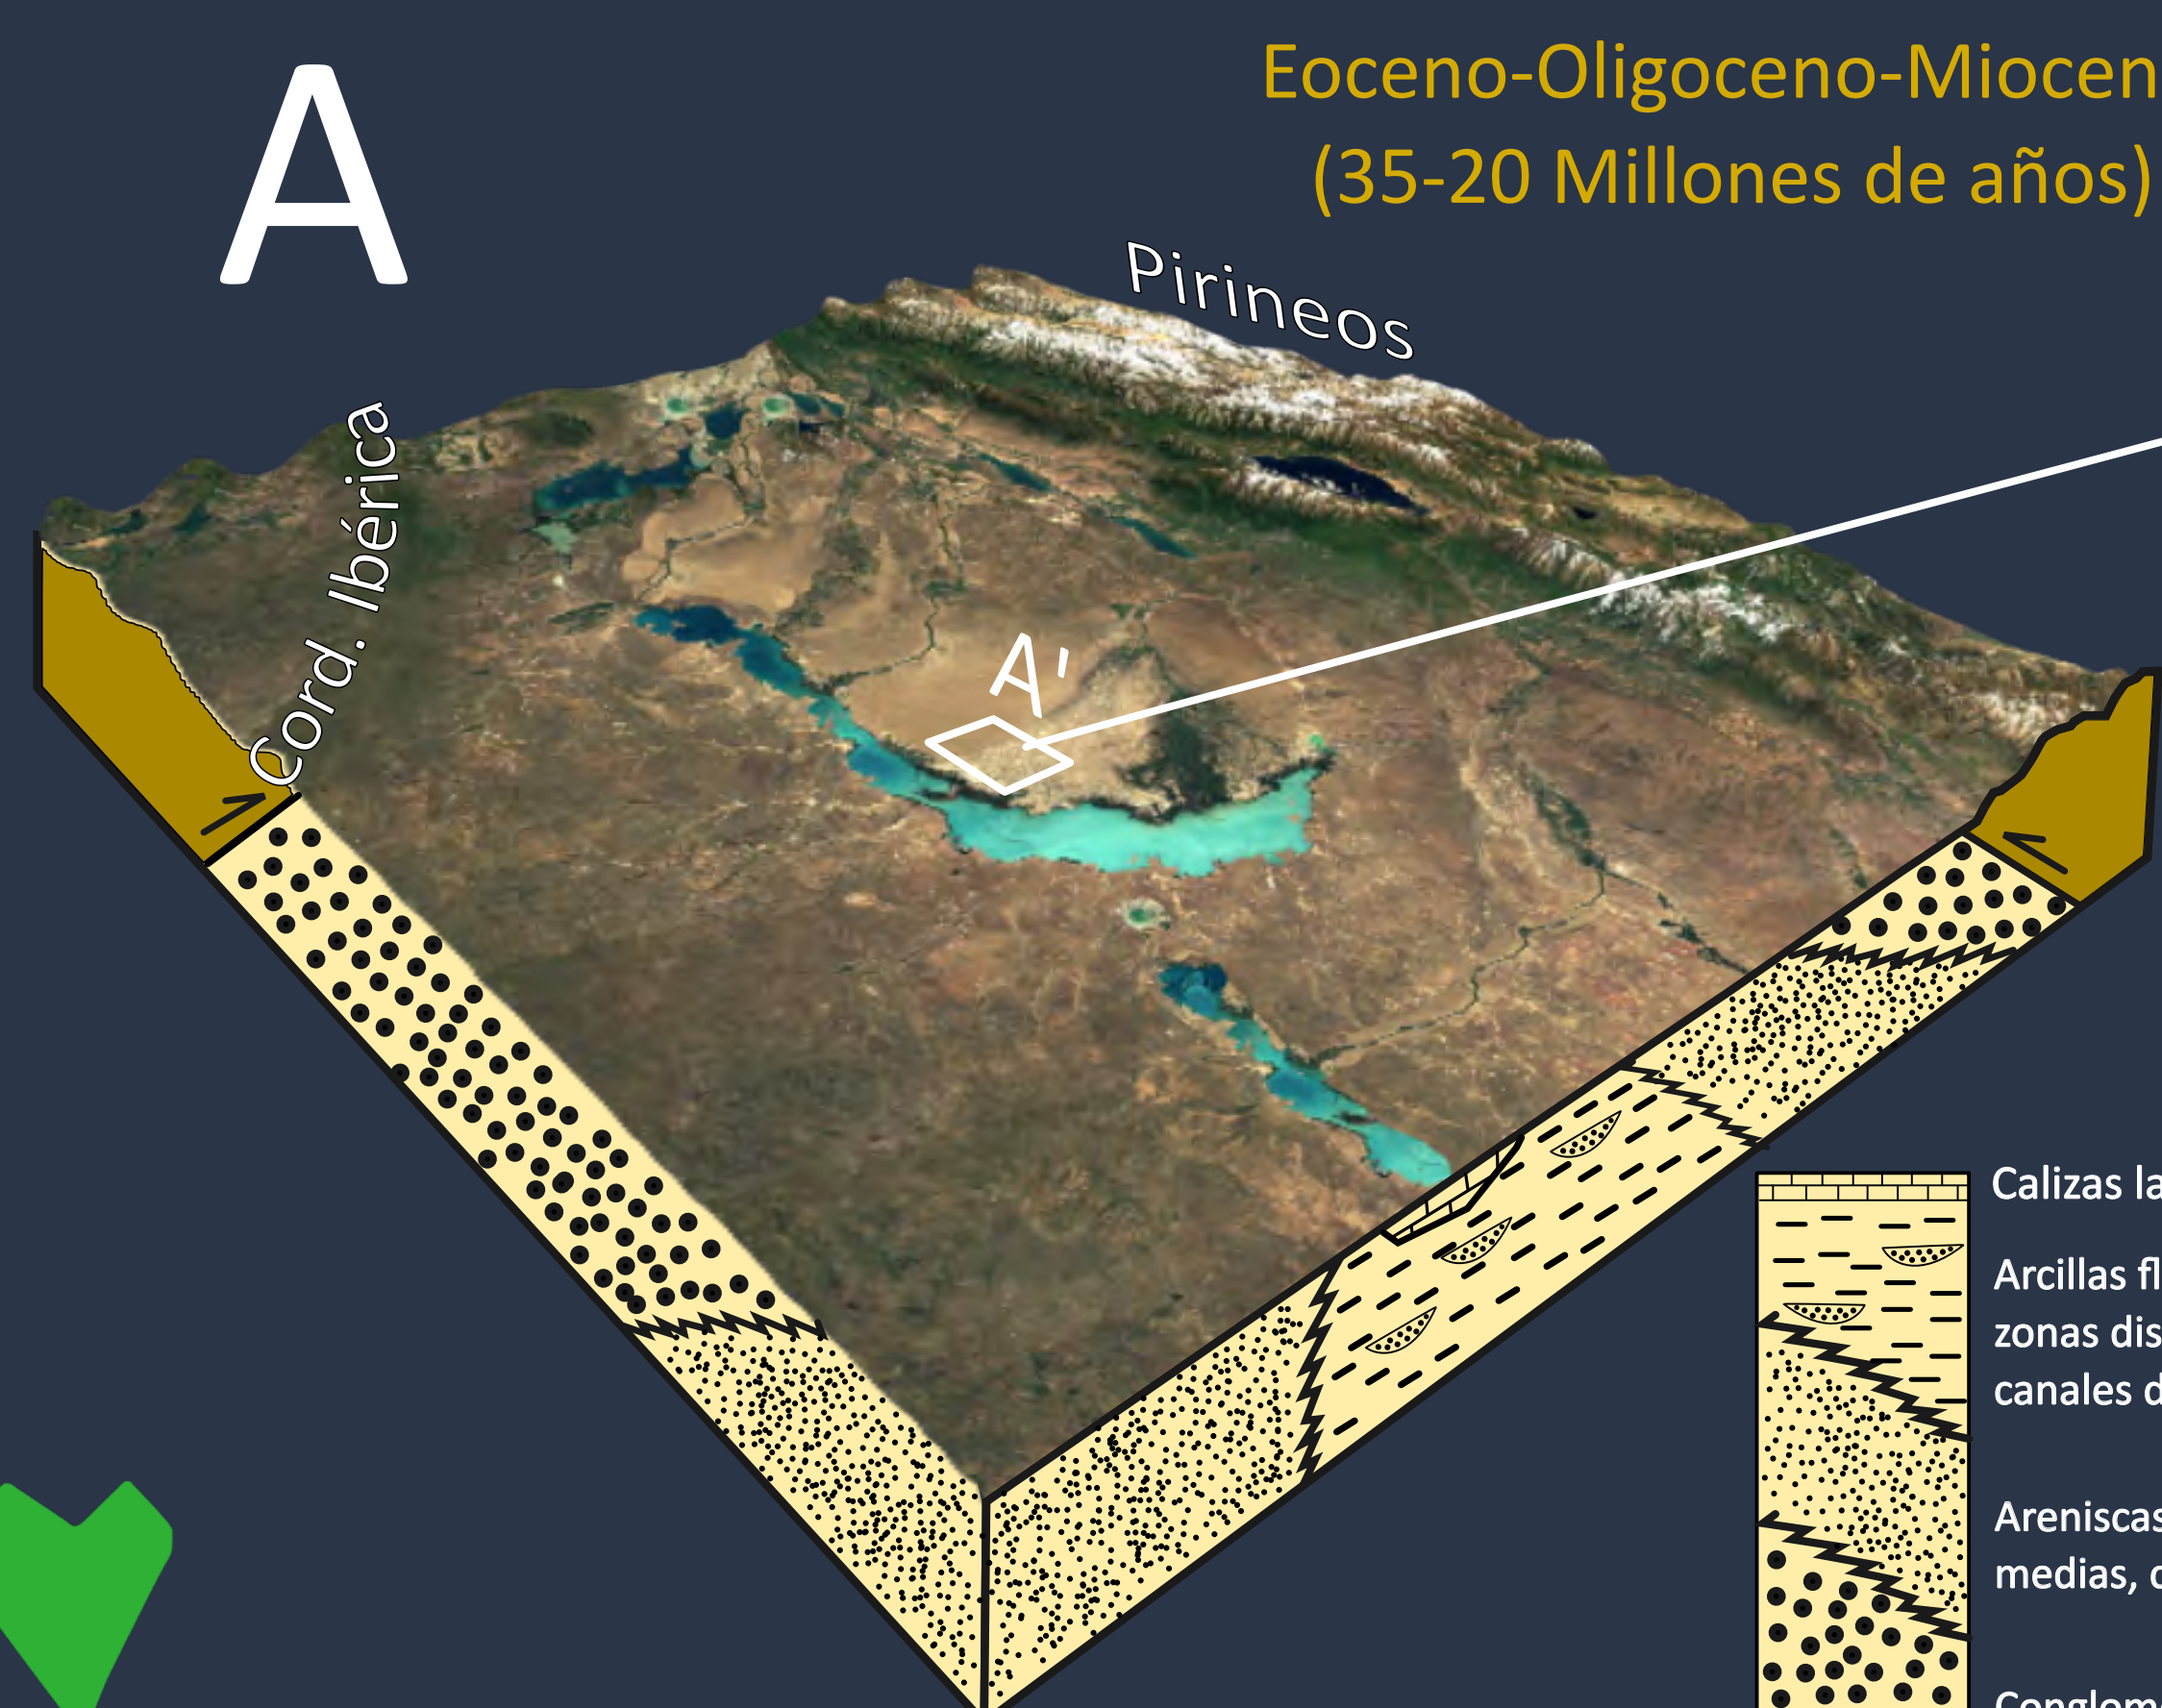 A
Eoceno-Oligoceno-Miocen
(35-20 Millones de años)
Pirineos
Cord. Ibérica
A'
Calizas la
Arcillas fl
zonas dis
canales d
Areniscas
medias, c
Conglom